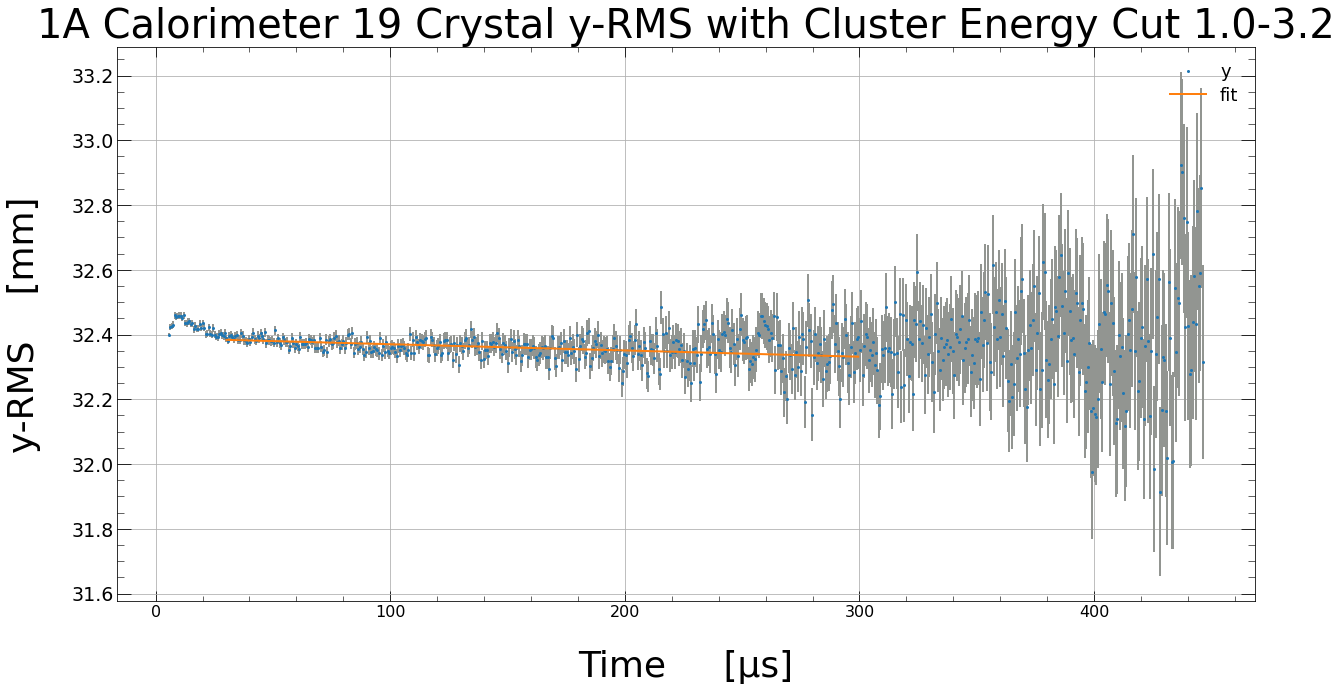 1A Calorimeter 19 Crystal y-RMS with Cluster Energy Cut 1.0-3.2
y
fit
y-RMS [mm]
33.2
33.0
32.8
32.6
32.4
32.2
32.0
31.8
31.6
0 100 200 300 400
Time [μs]